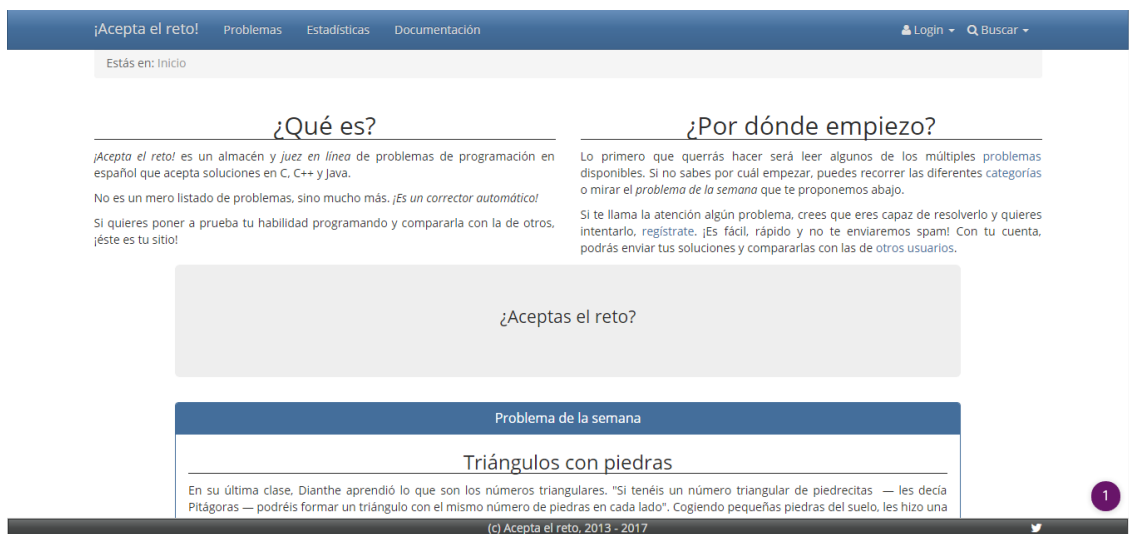 ¡Acepta el reto! Problemas Estadísticas Documentación Login Buscar
Estás en: Inicio
¿Qué es?
¡Acepta el reto! es un almacén y juez en línea de problemas de programación en
español que acepta soluciones en C, C++ y Java.
No es un mero listado de problemas, sino mucho más. ¡Es un corrector automático!
Si quieres poner a prueba tu habilidad programando y compararla con la de otros,
¡éste es tu sitio!
¿Por dónde empiezo?
Lo primero que querrás hacer será leer algunos de los múltiples problemas
disponibles. Si no sabes por cuál empezar, puedes recorrer las diferentes categorías
o mirar el problema de la semana que te proponemos abajo.
Si te llama la atención algún problema, crees que eres capaz de resolverlo y quieres
intentarlo, regístrate. ¡Es fácil, rápido y no te enviaremos spam! Con tu cuenta,
podrás enviar tus soluciones y compararlas con las de otros usuarios.
¿Aceptas el reto?
Problema de la semana
Triángulos con piedras
En su última clase, Dianthe aprendió lo que son los números triangulares. "Si tenéis un número triangular de piedrecitas — les decía
Pitágoras — podréis formar un triángulo con el mismo número de piedras en cada lado". Cogiendo pequeñas piedras del suelo, les hizo una
1
(c) Acepta el reto, 2013 - 2017